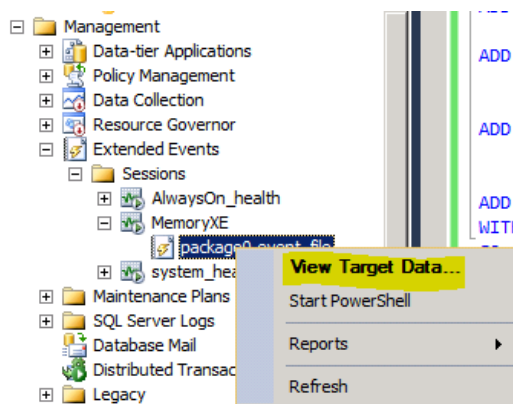 Management
Data-tier Applications
Policy Management
Data Collection
Resource Governor
Extended Events
Sessions
AlwaysOn_health
MemoryXE
package0.event_file
system_hea
Maintenance Plans
SQL Server Logs
Database Mail
Distributed Transac
Legacy
ADD
ADD
ADD
WITH
View Target Data...
Start PowerShell
Reports
Refresh